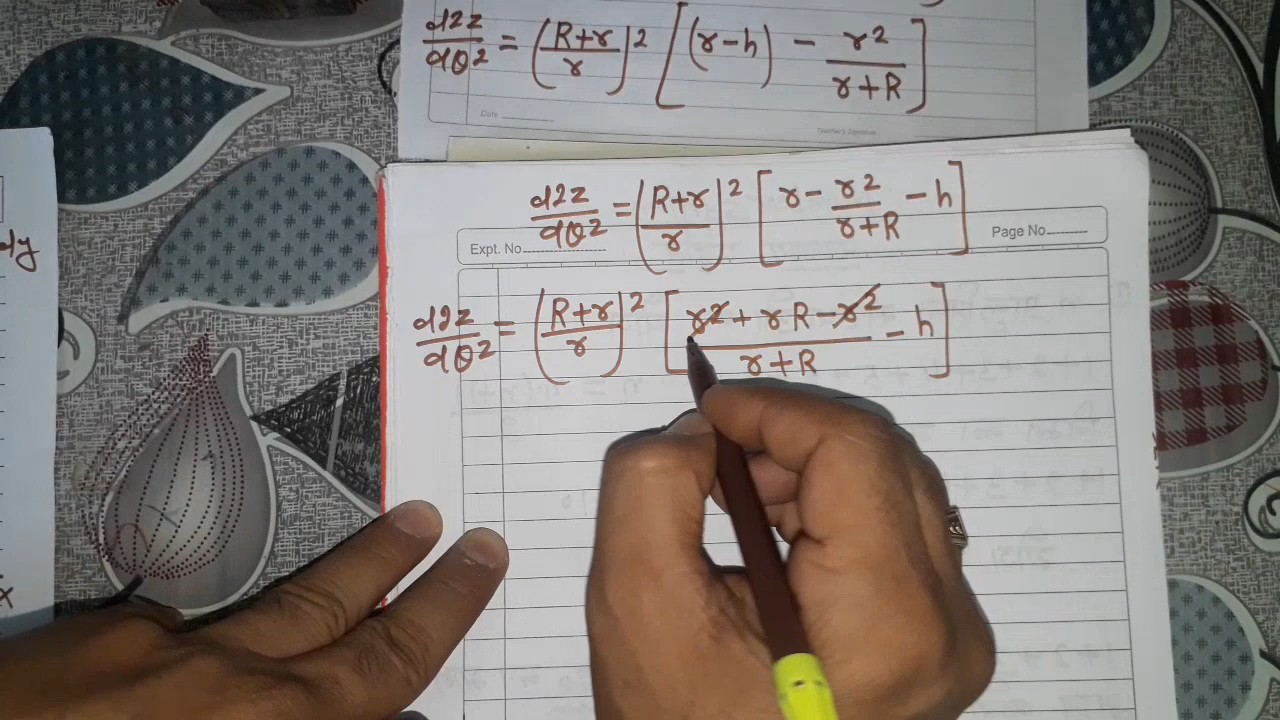 d2z/dθ2 = (R+r/r)2 [(r-h) - r2/r+R]
Date
Teacher's Signature
d2z/dθ2 = (R+r/r)2 [r - r2/r+R - h]
Expt. No.
Page No.
dy
d2z/dθ2 = (R+r/r)2 [r2 + rR - r2/r+R - h]
x